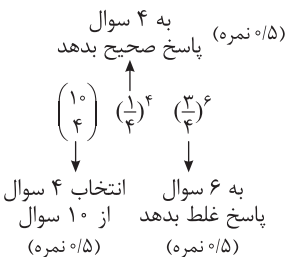 به ۴ سوال
پاسخ صحیح بدهد (۰/۵ نمره)
(۱۰ ۴) (۱/۴)^۴ (۳/۴)^۶
انتخاب ۴ سوال
از ۱۰ سوال
(۰/۵ نمره)
به ۶ سوال
پاسخ غلط بدهد
(۰/۵ نمره)